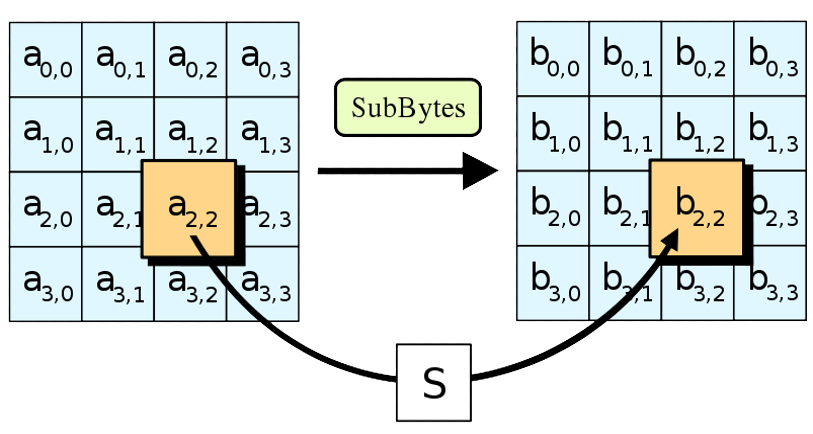 a0,0 a0,1 a0,2 a0,3
a1,0 a1,1 a1,2 a1,3
a2,0 a2,1 a2,2 a2,3
a3,0 a3,1 a3,2 a3,3
SubBytes
b0,0 b0,1 b0,2 b0,3
b1,0 b1,1 b1,2 b1,3
b2,0 b2,1 b2,2 b2,3
b3,0 b3,1 b3,2 b3,3
S